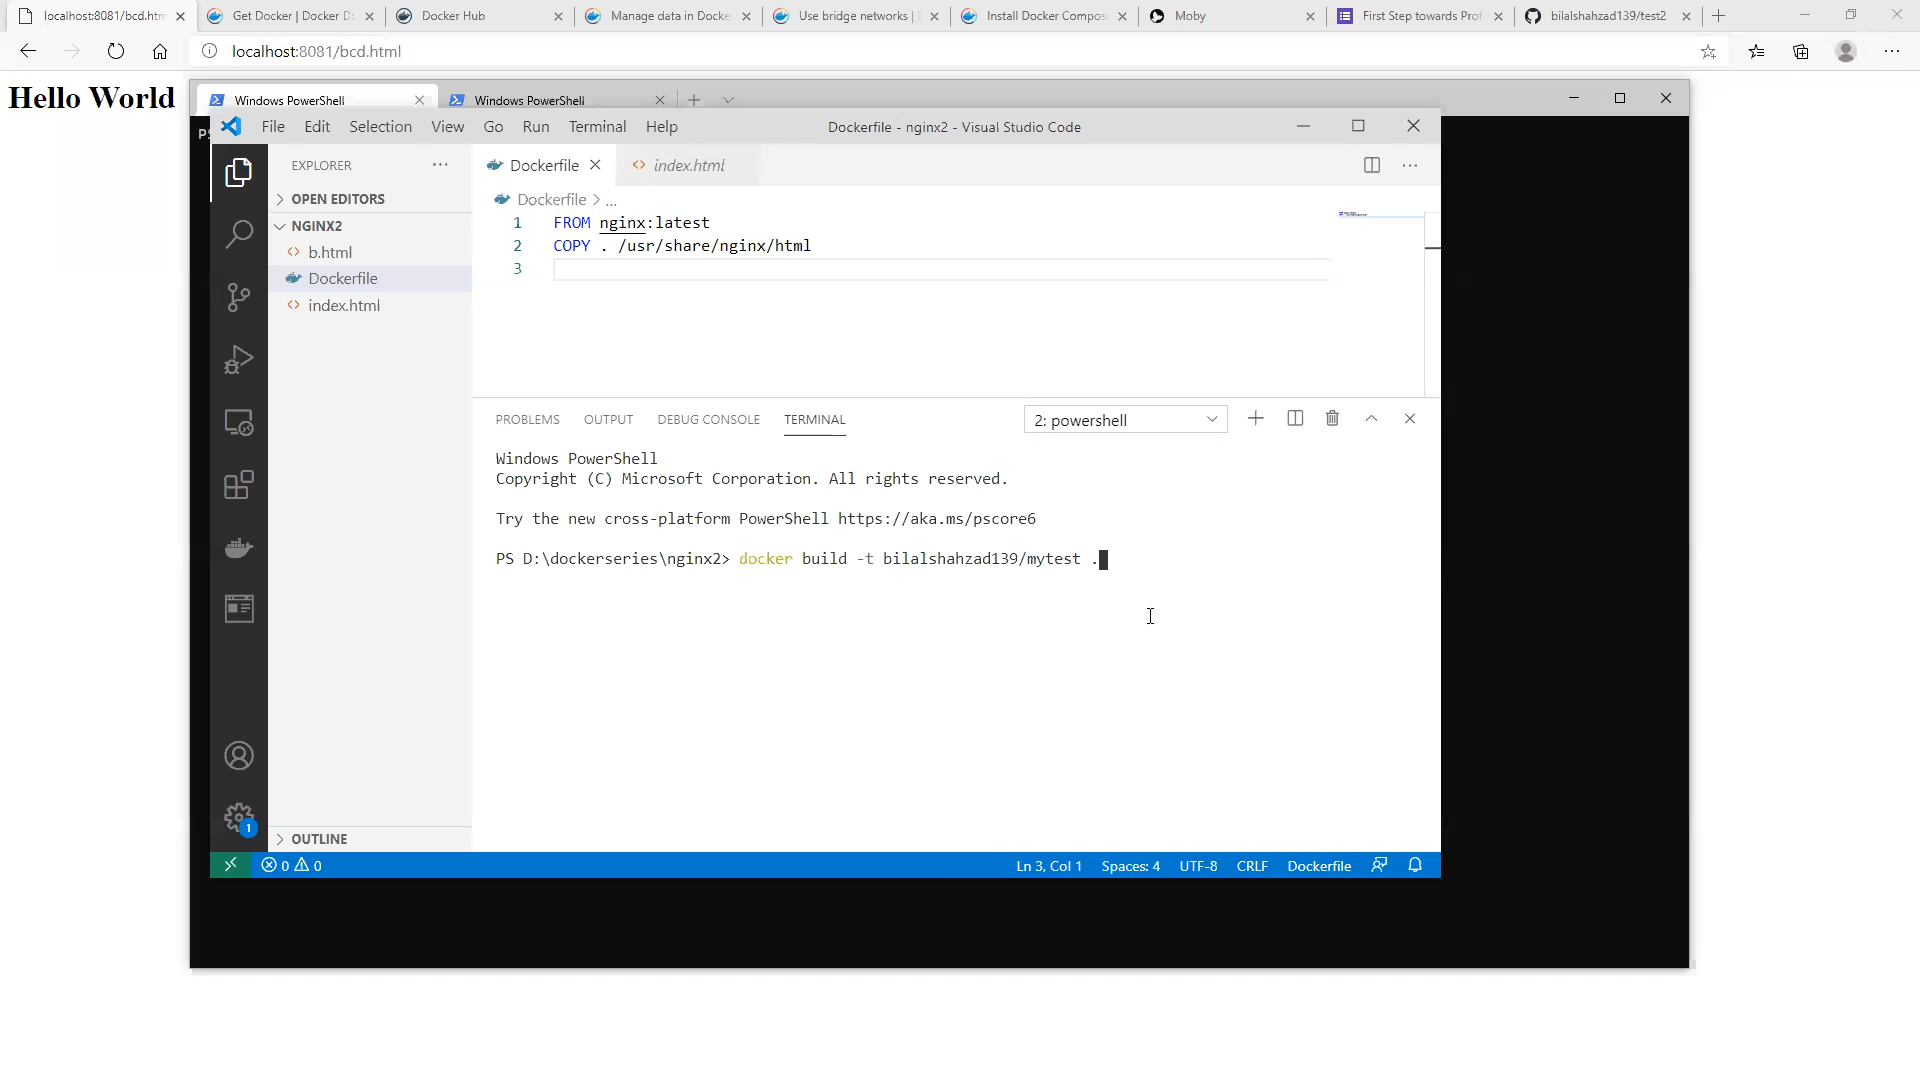 localhost:8081/bcd.htm
Get Docker | Docker D
Docker Hub
Manage data in Docke
Use bridge networks |
Install Docker Compos
Moby
First Step towards Prof
bilalshahzad139/test2
localhost:8081/bcd.html
Hello World
Windows PowerShell
Windows PowerShell
PS
File Edit Selection View Go Run Terminal Help
Dockerfile - nginx2 - Visual Studio Code
EXPLORER
Dockerfile
index.html
OPEN EDITORS
NGINX2
b.html
Dockerfile
index.html
Dockerfile > ...
1 FROM nginx:latest
2 COPY . /usr/share/nginx/html
3
PROBLEMS OUTPUT DEBUG CONSOLE TERMINAL
2: powershell
Windows PowerShell
Copyright (C) Microsoft Corporation. All rights reserved.
Try the new cross-platform PowerShell https://aka.ms/pscore6
PS D:\dockerseries\nginx2> docker build -t bilalshahzad139/mytest .
1
OUTLINE
0 0
Ln 3, Col 1 Spaces: 4 UTF-8 CRLF Dockerfile